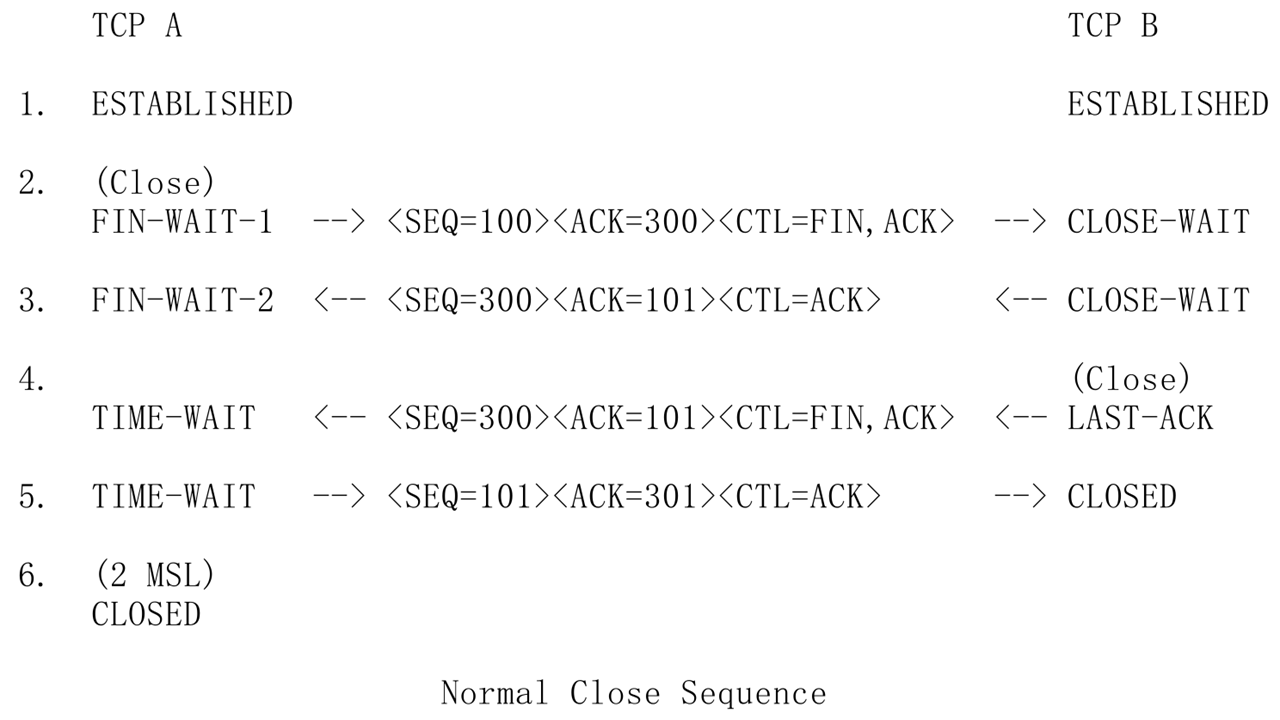 TCP A                                                TCP B
1.  ESTABLISHED                                          ESTABLISHED
2.  (Close)
    FIN-WAIT-1  --> <SEQ=100><ACK=300><CTL=FIN,ACK>  --> CLOSE-WAIT
3.  FIN-WAIT-2  <-- <SEQ=300><ACK=101><CTL=ACK>      <-- CLOSE-WAIT
4.                                                       (Close)
    TIME-WAIT   <-- <SEQ=300><ACK=101><CTL=FIN,ACK>  <-- LAST-ACK
5.  TIME-WAIT   --> <SEQ=101><ACK=301><CTL=ACK>      --> CLOSED
6.  (2 MSL)
    CLOSED
Normal Close Sequence